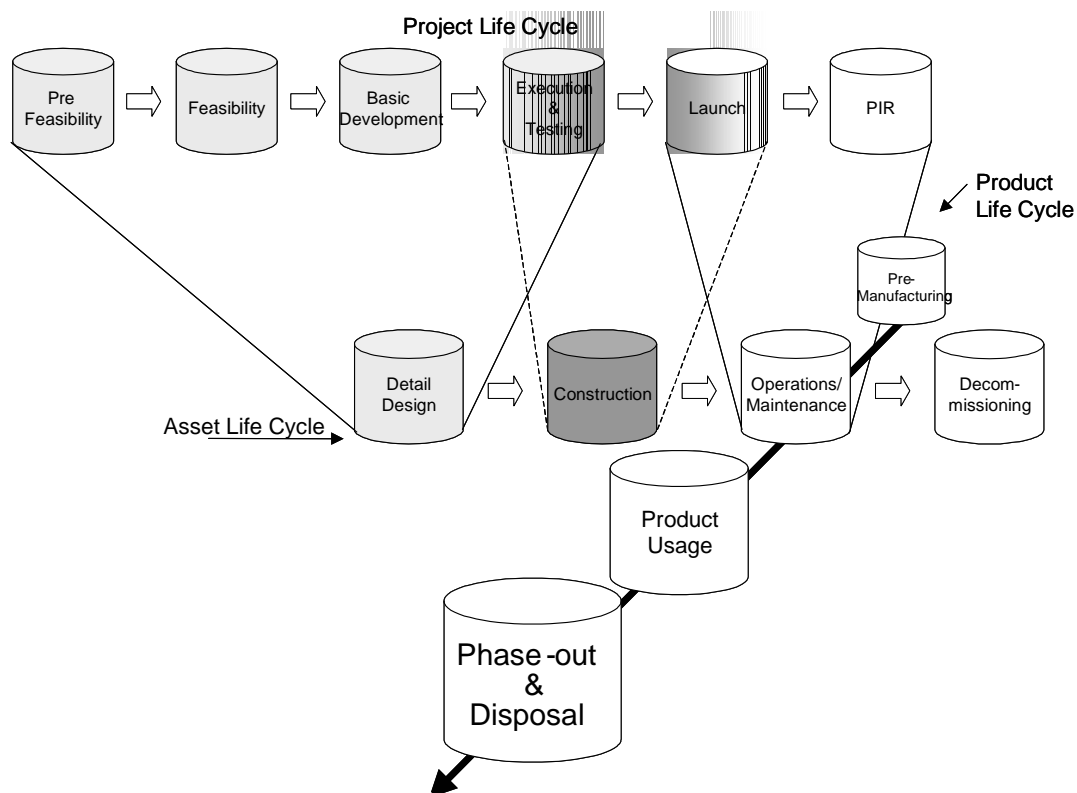 Project Life Cycle
Pre
Feasibility
Feasibility
Basic
Development
Execution
&
Testing
Launch
PIR
Product
Life Cycle
Pre-
Manufacturing
Detail
Design
Construction
Operations/
Maintenance
Decom-
missioning
Asset Life Cycle
Product
Usage
Phase-out
&
Disposal